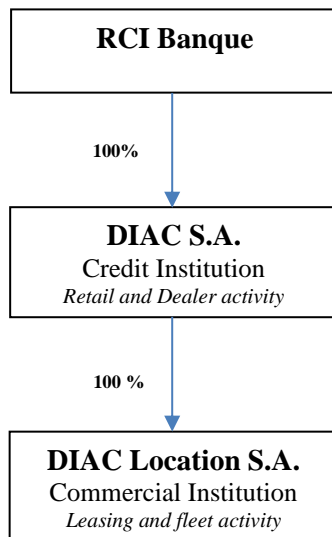 RCI Banque
100%
DIAC S.A.
Credit Institution
Retail and Dealer activity
100 %
DIAC Location S.A.
Commercial Institution
Leasing and fleet activity